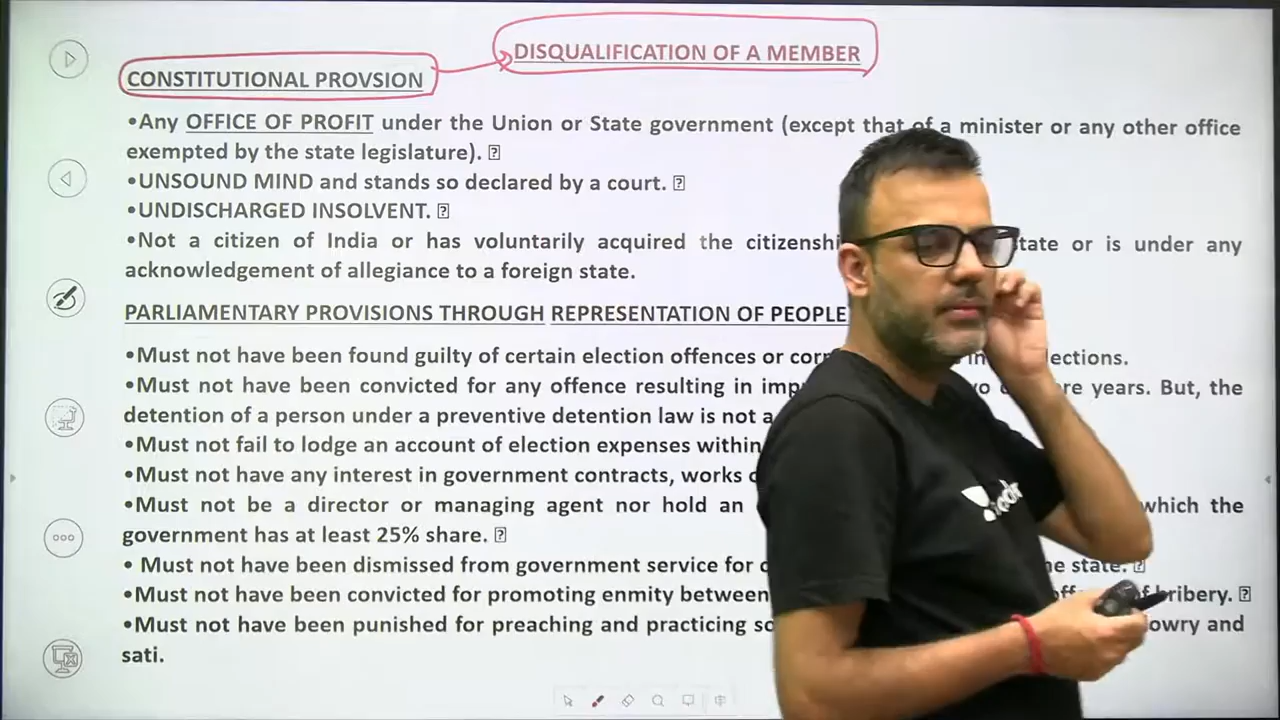 DISQUALIFICATION OF A MEMBER
CONSTITUTIONAL PROVSION
•Any OFFICE OF PROFIT under the Union or State government (except that of a minister or any other office
exempted by the state legislature).
•UNSOUND MIND and stands so declared by a court.
•UNDISCHARGED INSOLVENT.
•Not a citizen of India or has voluntarily acquired the state or is under any
acknowledgement of allegiance to a foreign state.
PARLIAMENTARY PROVISIONS THROUGH REPRESENTATION OF PEOPLE
•Must not have been found guilty of certain election offences or
•Must not have been convicted for any offence resulting in years. But, the
detention of a person under a preventive detention law is not
•Must not fail to lodge an account of election expenses within
•Must not have any interest in government contracts, works
•Must not be a director or managing agent nor hold an which the
government has at least 25% share.
• Must not have been dismissed from government service for state.
•Must not have been convicted for promoting enmity between bribery.
•Must not have been punished for preaching and practicing and
sati.